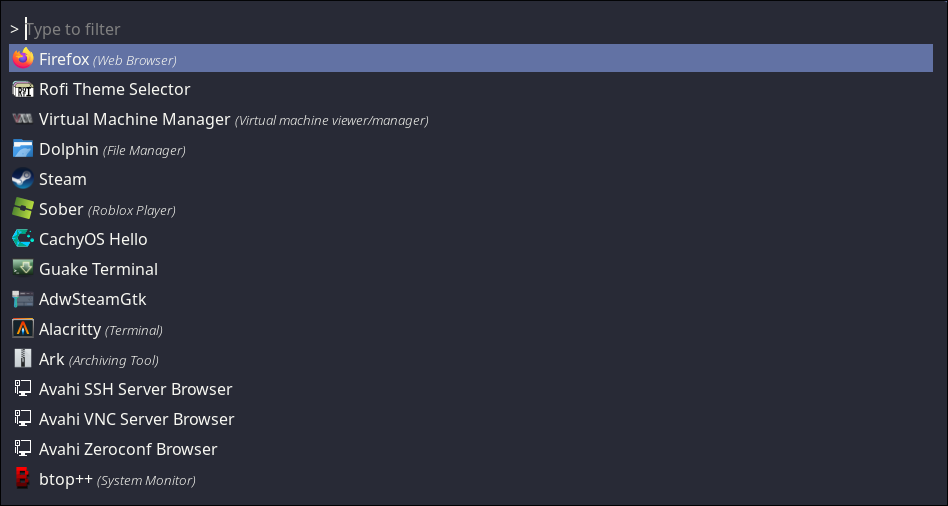 > Type to filter
Firefox (Web Browser)
Rofi Theme Selector
Virtual Machine Manager (Virtual machine viewer/manager)
Dolphin (File Manager)
Steam
Sober (Roblox Player)
CachyOS Hello
Guake Terminal
AdwSteamGtk
Alacritty (Terminal)
Ark (Archiving Tool)
Avahi SSH Server Browser
Avahi VNC Server Browser
Avahi Zeroconf Browser
btop++ (System Monitor)